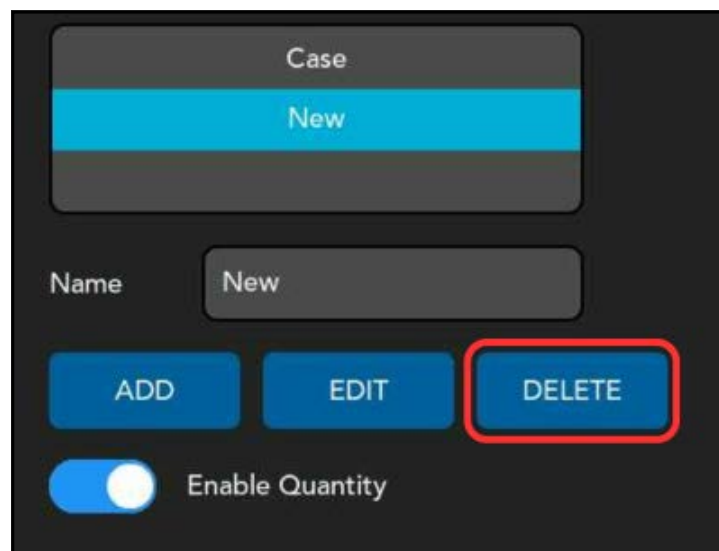 Case
New
Name New
ADD EDIT DELETE
Enable Quantity